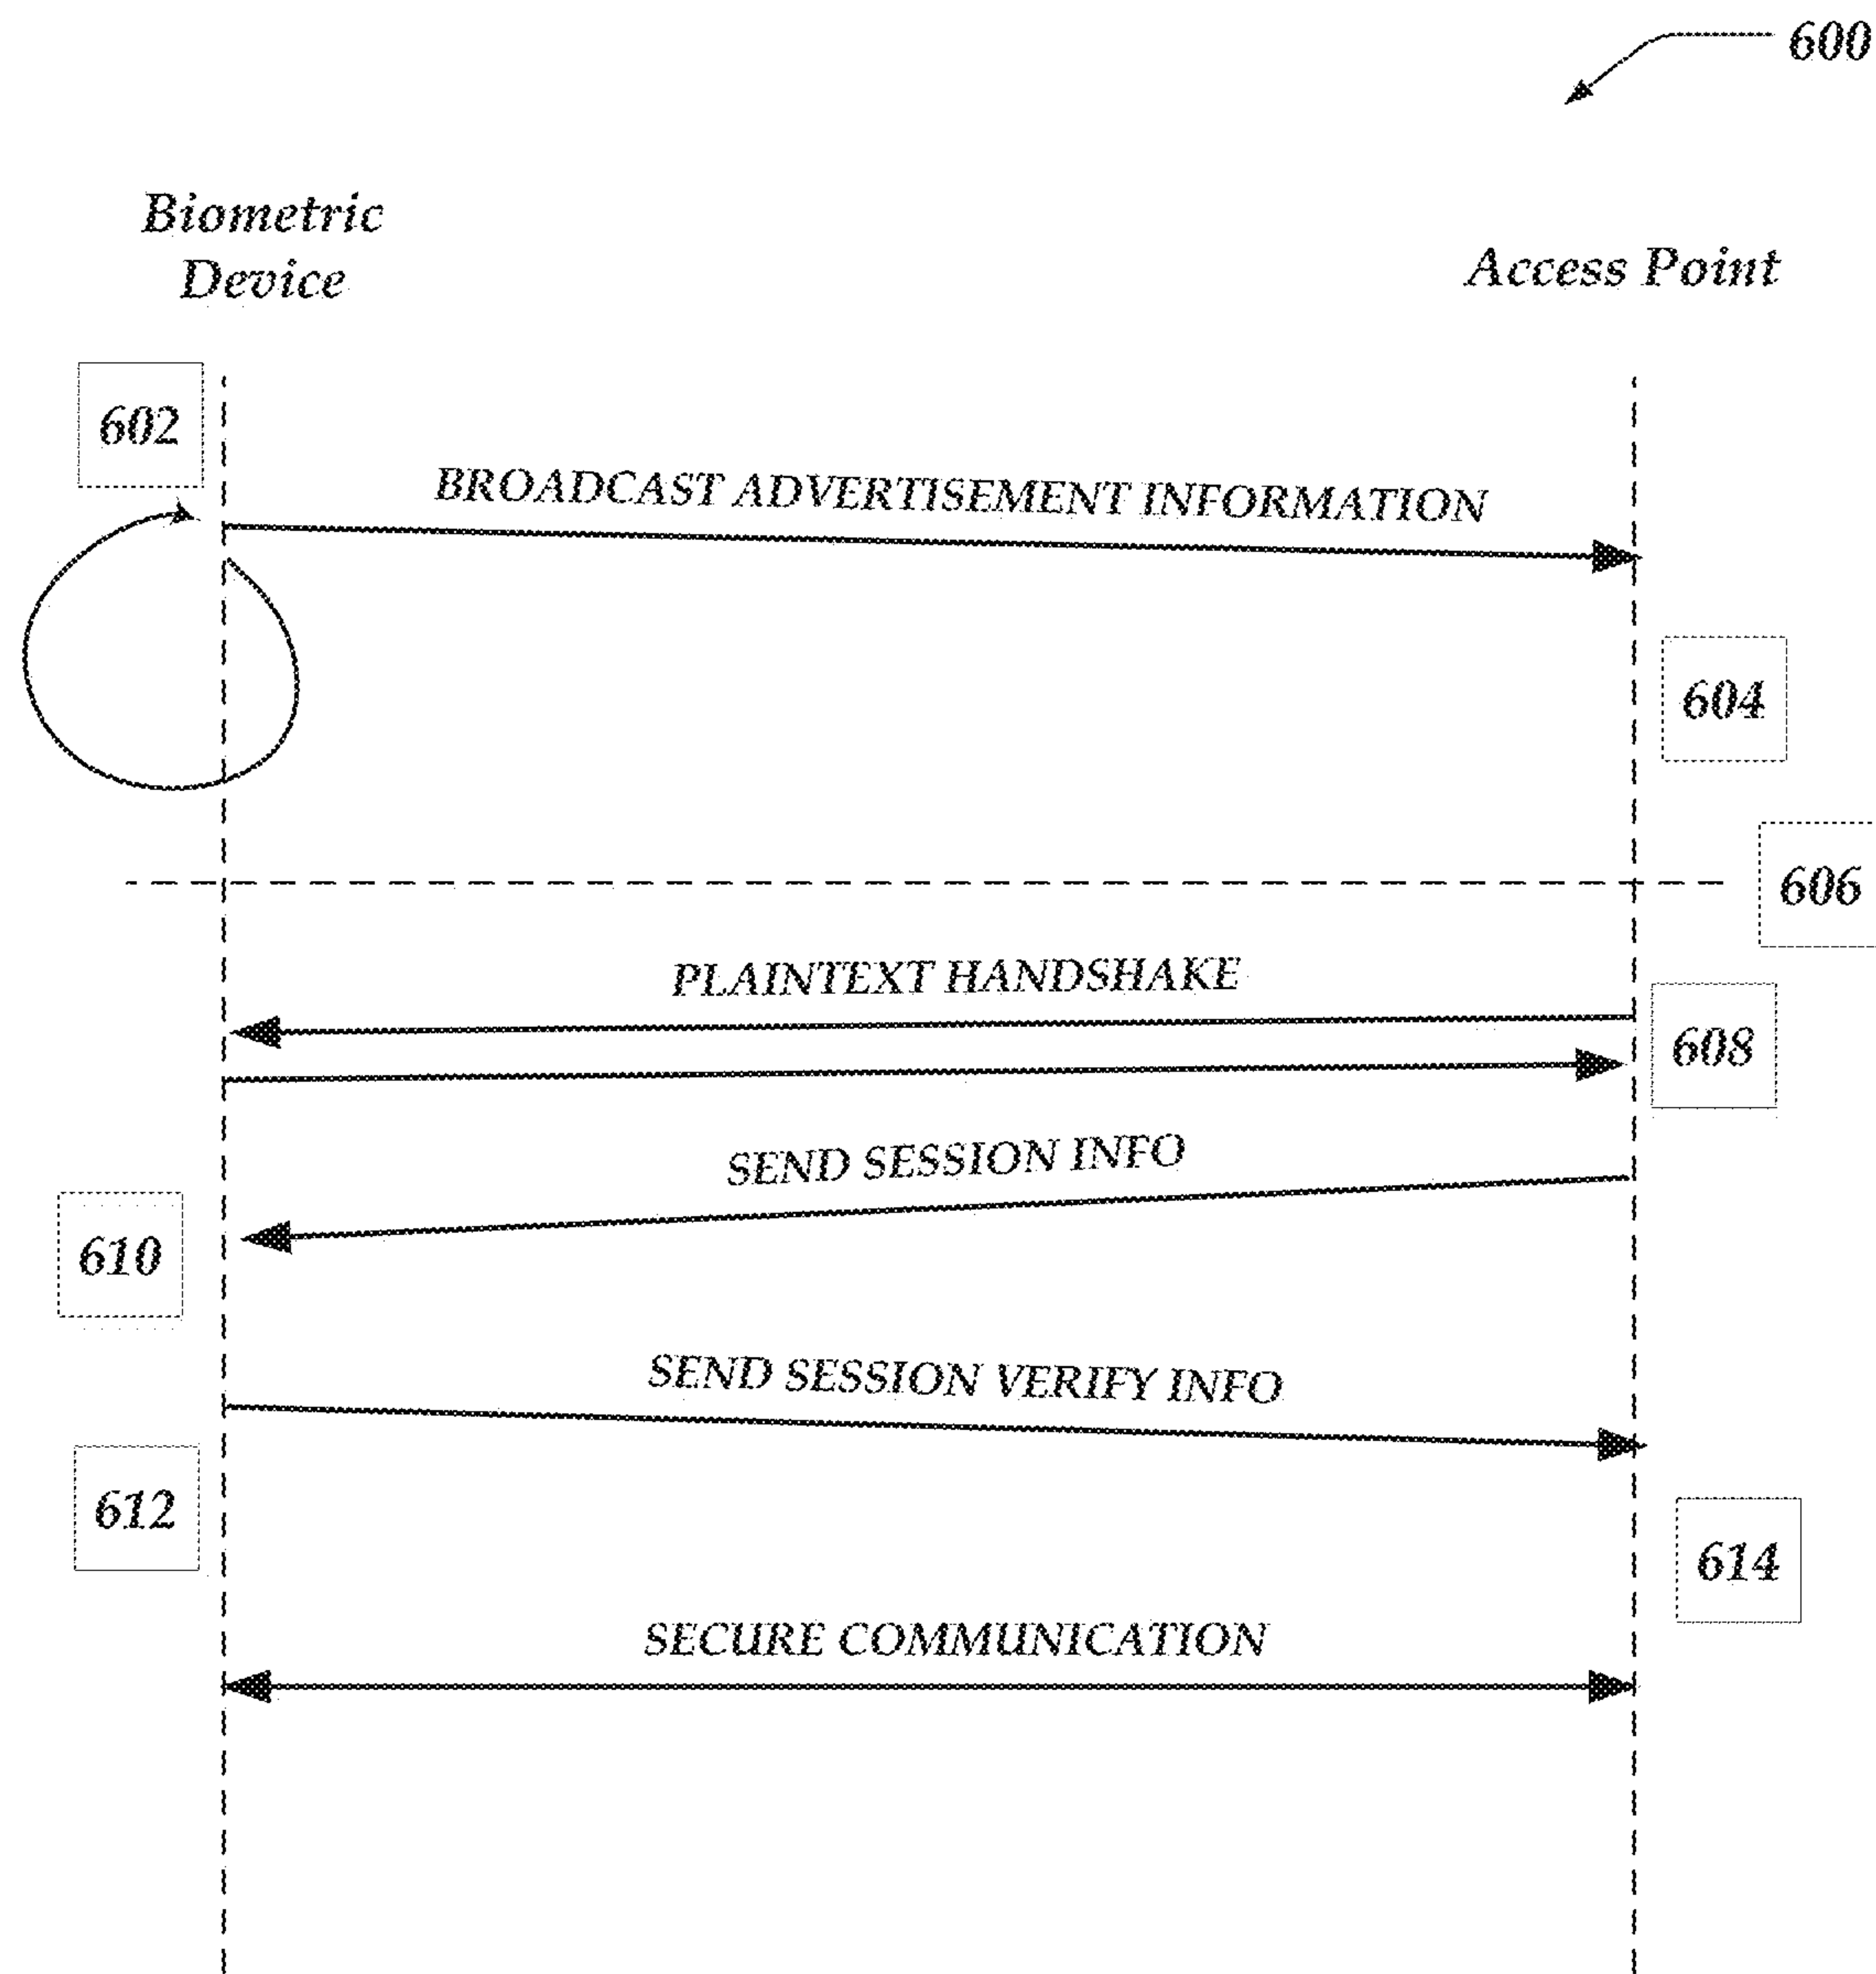 600
Biometric
Device
Access Point
602
BROADCAST ADVERTISEMENT INFORMATION
604
606
PLAINTEXT HANDSHAKE
608
SEND SESSION INFO
610
SEND SESSION VERIFY INFO
612
614
SECURE COMMUNICATION